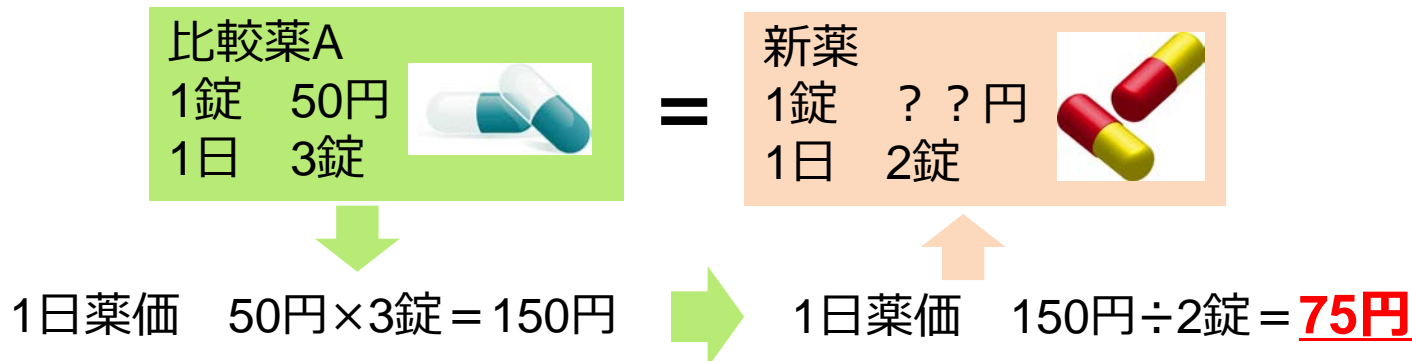 比較薬A
1錠　50円
1日　3錠
=
新薬
1錠　？？円
1日　2錠
1日薬価　50円×3錠＝150円
1日薬価　150円÷2錠＝75円